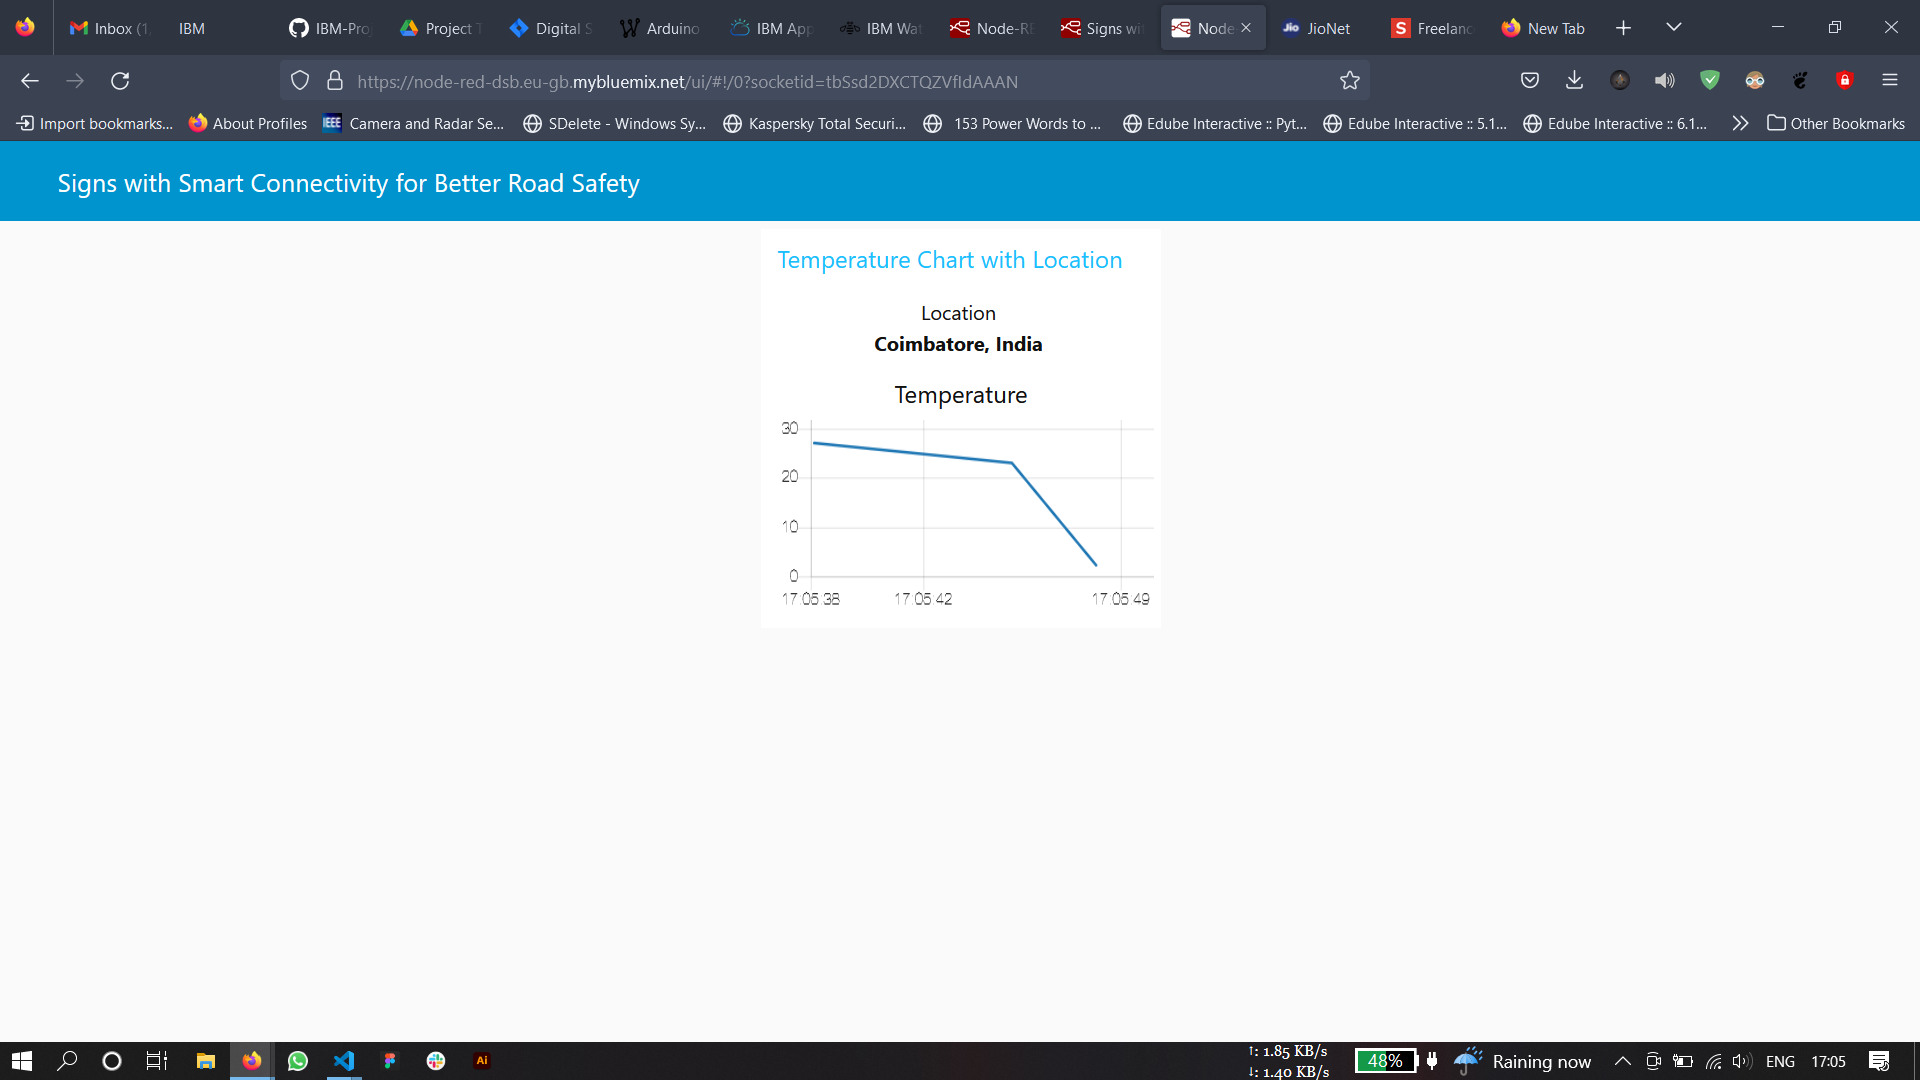 Inbox (1
IBM
IBM-Pro
Project T
Digital S
Arduino
IBM App
IBM Wat
Node-RE
Signs wit
Node
JioNet
Freelanc
New Tab
https://node-red-dsb.eu-gb.mybluemix.net/ui/#!/0?socketid=tbSsd2DXCTQZVfIdAAAN
Import bookmarks...
About Profiles
IEEE
Camera and Radar Se...
SDelete - Windows Sy...
Kaspersky Total Securi...
153 Power Words to ...
Edube Interactive :: Pyt...
Edube Interactive :: 5.1...
Edube Interactive :: 6.1...
Other Bookmarks
Signs with Smart Connectivity for Better Road Safety
Temperature Chart with Location
Location
Coimbatore, India
Temperature
30
20
10
0
17:05:38 17:05:42 17:05:49
Ai
↑: 1.85 KB/s
↓: 1.40 KB/s
48%
Raining now
ENG
17:05